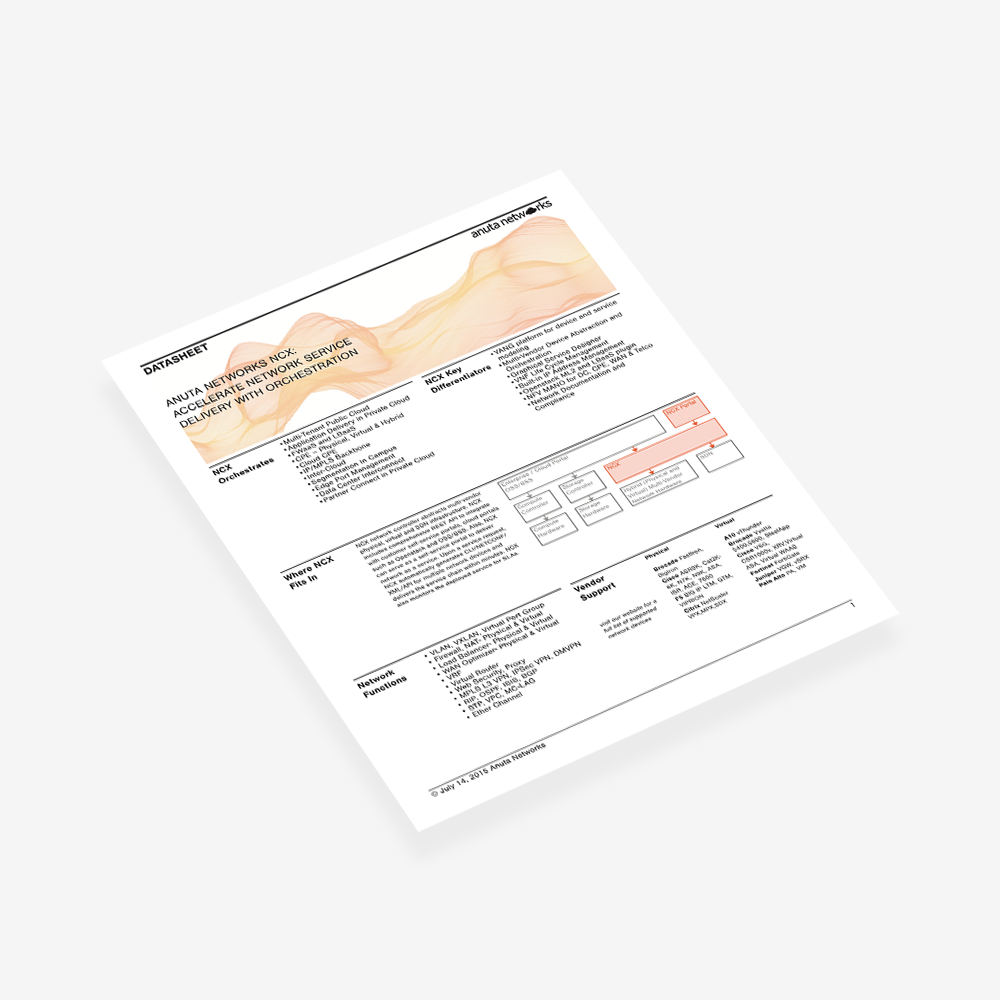 anuta networks
DATASHEET
ANUTA NETWORKS NCX:
ACCELERATE NETWORK SERVICE
DELIVERY WITH ORCHESTRATION
NCX
Orchestrates
•Multi-Tenant Public Cloud
•Application Delivery in Private Cloud
•FWaaS and LBaaS
•CPE – Physical, Virtual & Hybrid
•Cloud CPE
•IP/MPLS Backbone
•Inter-Cloud
•Segmentation in Campus
•Edge Port Management
•Data Center Interconnect
•Partner Connect in Private Cloud
NCX Key
Differentiators
•YANG platform for device and service
modeling
•Multi-Vendor Device Abstraction and
Orchestration
•Graphical Service Designer
•VNF Life Cycle Management
•Built-in IP Address Management
•Openstack ML2 and LBaaS plugin
•NFV MANO for DC, CPE, WAN & Telco
•Network Documentation and
Compliance
Where NCX
Fits In
NCX network controller abstracts multi-vendor
physical, virtual and SDN infrastructure. NCX
includes comprehensive REST API to integrate
with customer self-service portals, cloud portals
such as OpenStack and OSS/BSS. Also, NCX
can serve as a self-service portal to deliver
network as a service. Upon a service request,
NCX automatically generates CLI/NETCONF/
XML/API for multiple network devices and
delivers the service chain within minutes. NCX
also monitors the deployed service for SLAs.
Enterprise / Cloud Portal
OSS/BSS
NCX Portal
NCX
Compute
Controller
Storage
Controller
Compute
Hardware
Storage
Hardware
Hybrid (Physical and
Virtual) Multi-Vendor
Network Hardware
SDN
Network
Functions
• VLAN, VXLAN, Virtual Port Group
• Firewall, NAT- Physical & Virtual
• Load Balancer- Physical & Virtual
• WAN Optimizer- Physical & Virtual
• VRF
• Virtual Router
• Web Security, Proxy
• MPLS L3 VPN, IPSec VPN, DMVPN
• RIP, OSPF, ISIS, BGP
• STP, VPC, MC-LAG
• Ether Channel
Vendor
Support
visit our website for a
full list of supported
network devices
Physical
Brocade FastIron,
BigIron
Cisco ASR9K, Cat2K-
6K, N7K- N9K, ASA,
ISR, ACE, 7600
F5 BIG IP LTM, GTM,
VIPRION
Citrix NetScaler
VPX,MPX,SDX
Virtual
A10 vThunder
Brocade Vyatta
5400,5600, SteelApp
Cisco VSG,
CSR1000v, XRV,Virtual
ASA, Virtual WAAS
Fortinet FortiGate
Juniper VGW, vSRX
Palo Alto PA, VM
© July 14, 2015 Anuta Networks
1